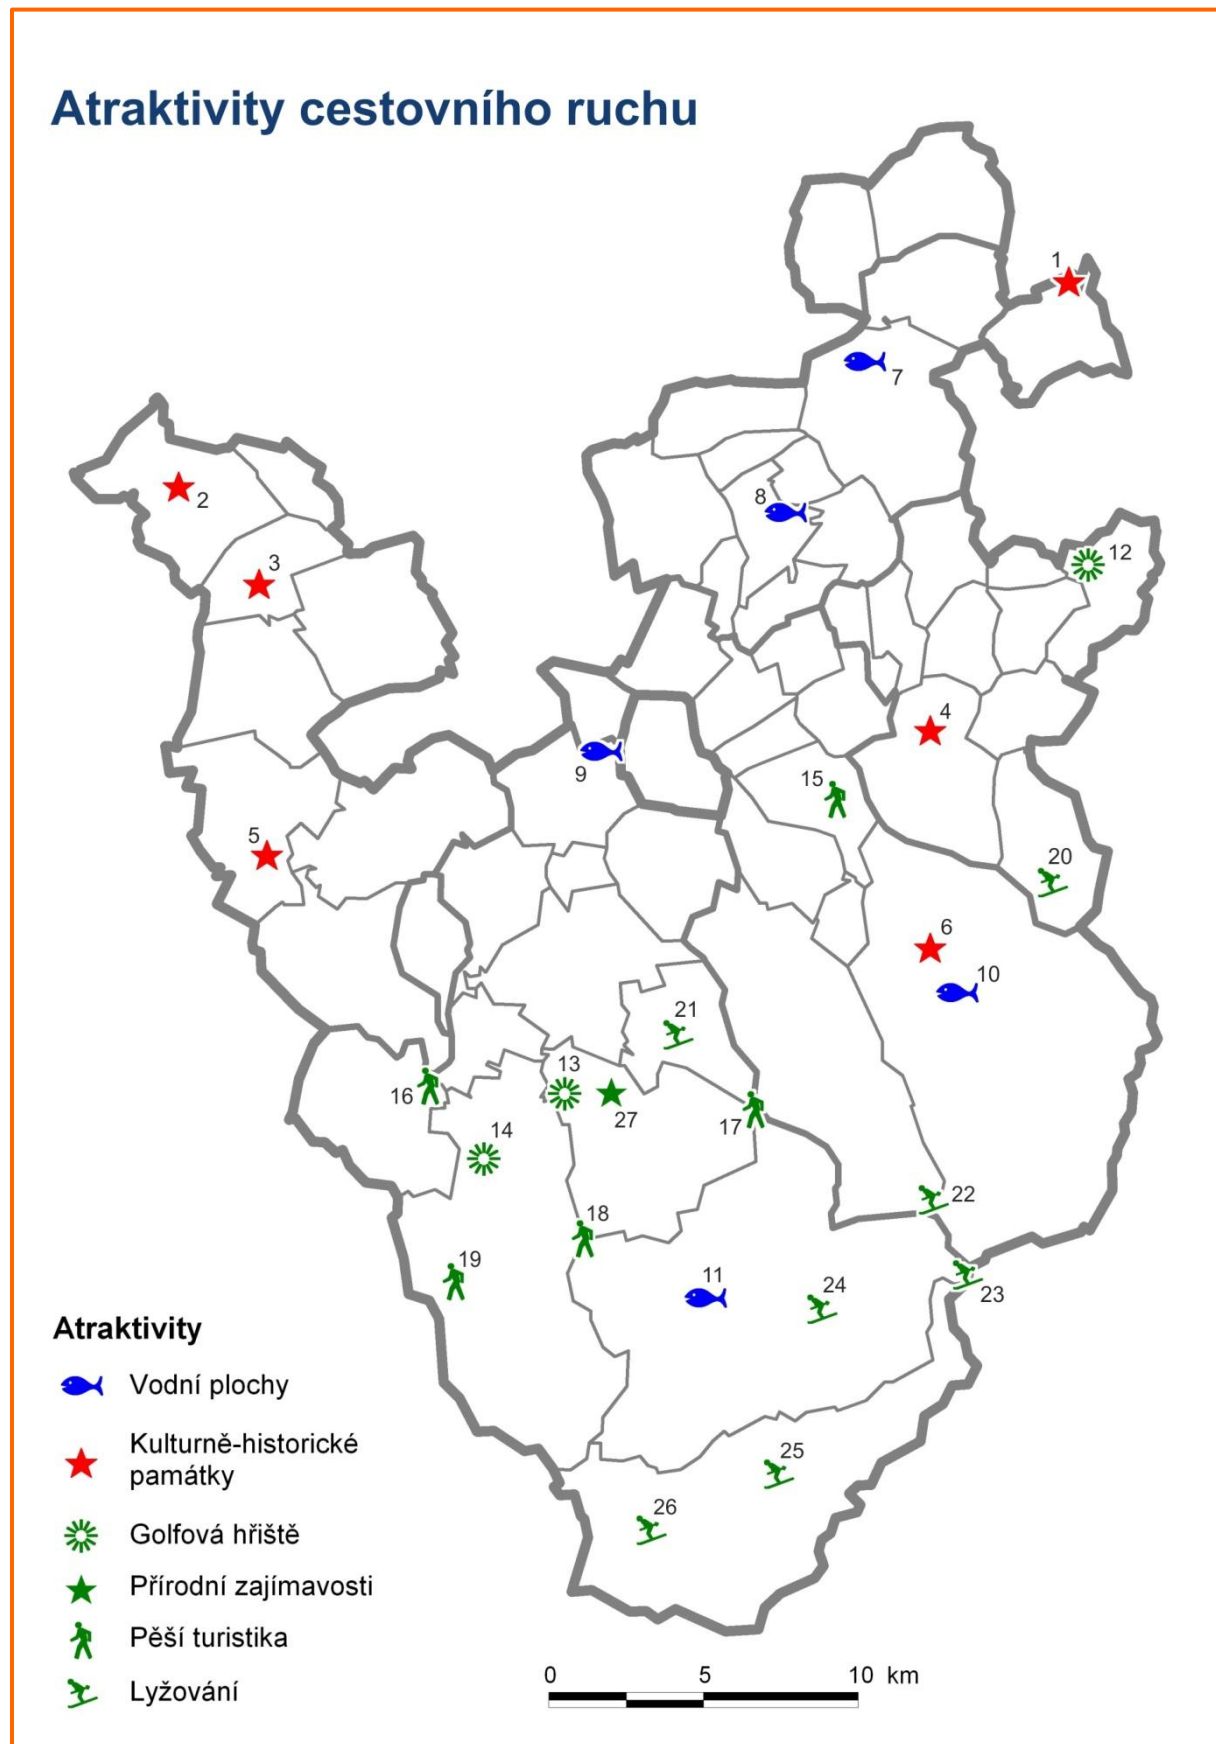 Atraktivity cestovního ruchu
1
7
2
8
3
12
4
9
15
5
20
6
10
21
16
13
27
17
14
18
22
19
11
24
23
25
26
Atraktivity
Vodní plochy
Kulturně-historické
památky
Golfová hřiště
Přírodní zajímavosti
Pěší turistika
Lyžování
0 5 10 km